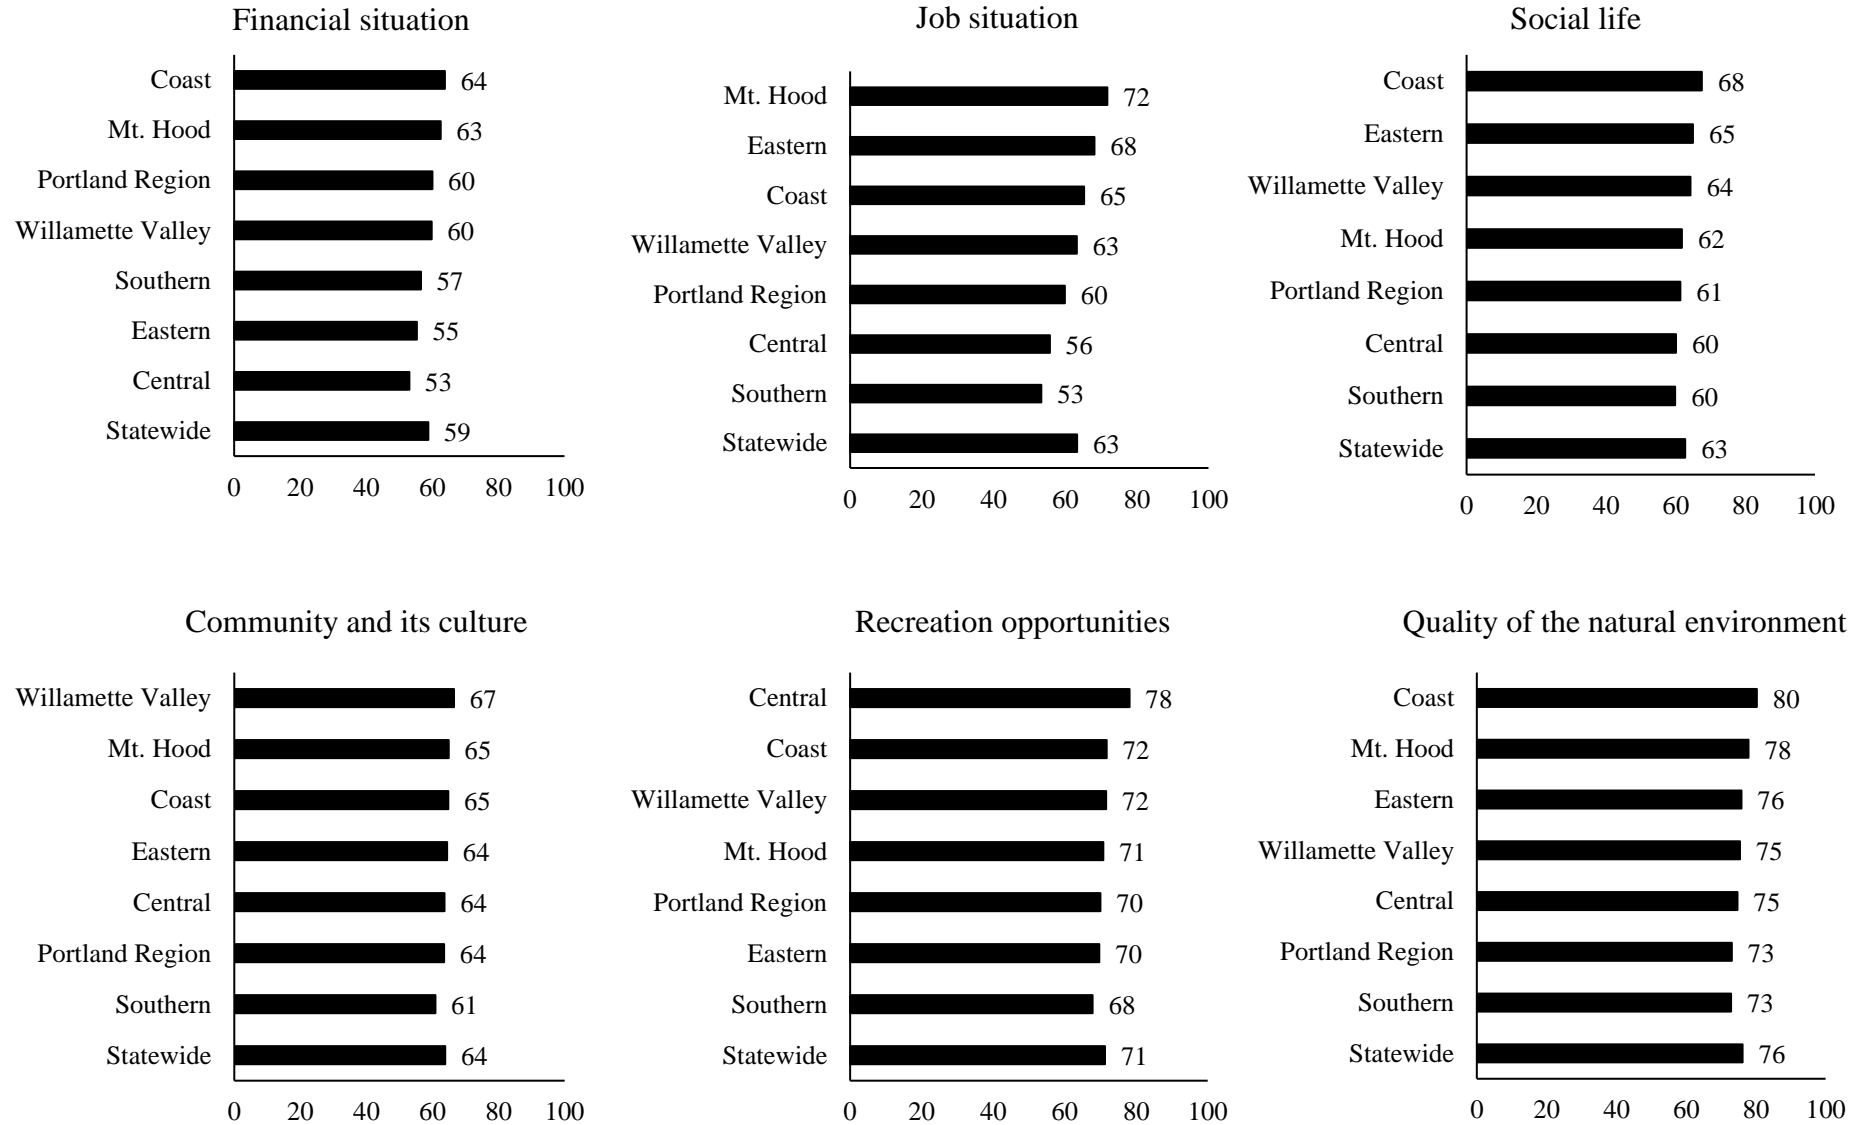 Financial situation
Coast 64
Mt. Hood 63
Portland Region 60
Willamette Valley 60
Southern 57
Eastern 55
Central 53
Statewide 59
0 20 40 60 80 100
Job situation
Mt. Hood 72
Eastern 68
Coast 65
Willamette Valley 63
Portland Region 60
Central 56
Southern 53
Statewide 63
0 20 40 60 80 100
Social life
Coast 68
Eastern 65
Willamette Valley 64
Mt. Hood 62
Portland Region 61
Central 60
Southern 60
Statewide 63
0 20 40 60 80 100
Community and its culture
Willamette Valley 67
Mt. Hood 65
Coast 65
Eastern 64
Central 64
Portland Region 64
Southern 61
Statewide 64
0 20 40 60 80 100
Recreation opportunities
Central 78
Coast 72
Willamette Valley 72
Mt. Hood 71
Portland Region 70
Eastern 70
Southern 68
Statewide 71
0 20 40 60 80 100
Quality of the natural environment
Coast 80
Mt. Hood 78
Eastern 76
Willamette Valley 75
Central 75
Portland Region 73
Southern 73
Statewide 76
0 20 40 60 80 100